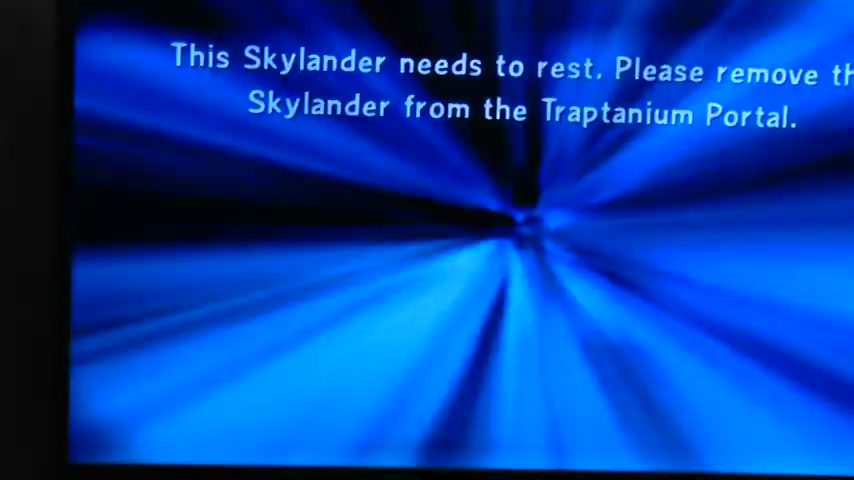 This Skylander needs to rest. Please remove th
Skylander from the Traptanium Portal.